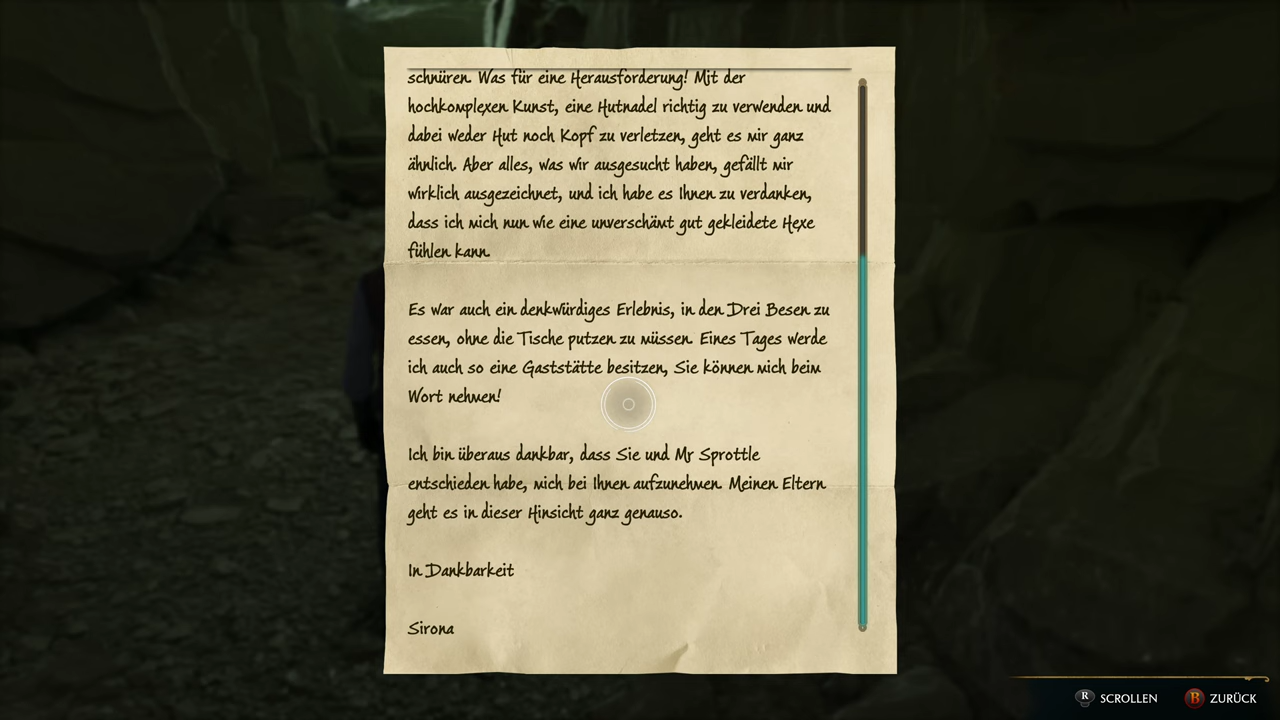 schnüren. Was für eine Herausforderung! Mit der
hochkomplexen Kunst, eine Hutnadel richtig zu verwenden und
dabei weder Hut noch Kopf zu verletzen, geht es mir ganz
ähnlich. Aber alles, was wir ausgesucht haben, gefällt mir
wirklich ausgezeichnet, und ich habe es Ihnen zu verdanken,
dass ich mich nun wie eine unverschämt gut gekleidete Hexe
fühlen kann.
Es war auch ein denkwürdiges Erlebnis, in den Drei Besen zu
essen, ohne die Tische putzen zu müssen. Eines Tages werde
ich auch so eine Gaststätte besitzen, Sie können mich beim
Wort nehmen!
Ich bin überaus dankbar, dass Sie und Mr Sprottle
entschieden habe, mich bei Ihnen aufzunehmen. Meinen Eltern
geht es in dieser Hinsicht ganz genauso.
In Dankbarkeit
Sirona
R SCROLLEN B ZURÜCK